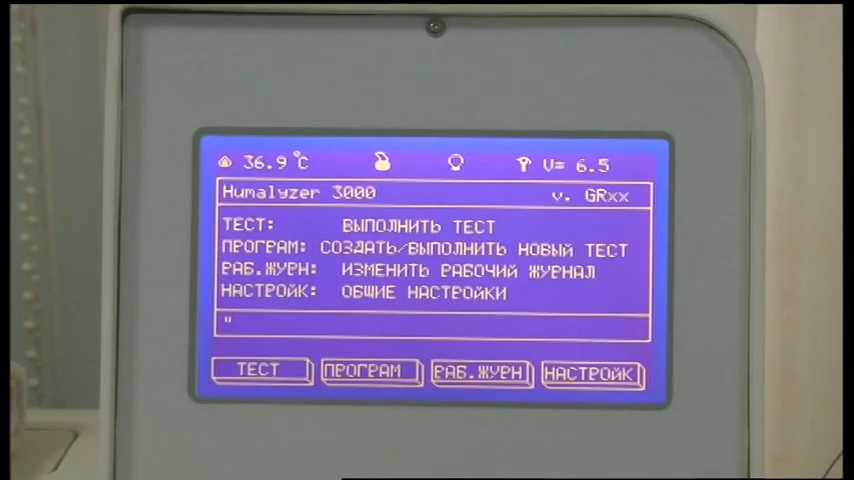 36.9 °C V= 6.5
Humalyzer 3000 v. GRxx
ТЕСТ: ВЫПОЛНИТЬ ТЕСТ
ПРОГРАМ: СОЗДАТЬ/ВЫПОЛНИТЬ НОВЫЙ ТЕСТ
РАБ.ЖУРН: ИЗМЕНИТЬ РАБОЧИЙ ЖУРНАЛ
НАСТРОЙК: ОБЩИЕ НАСТРОЙКИ
"
ТЕСТ ПРОГРАМ РАБ.ЖУРН НАСТРОЙК